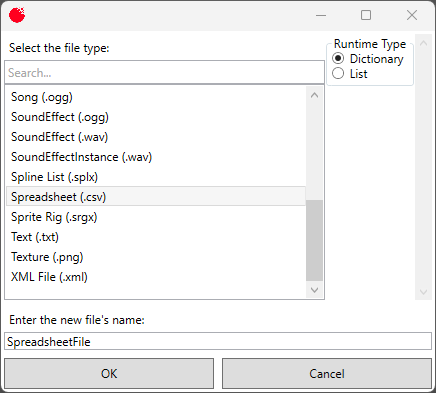 Select the file type:
Runtime Type
Search...
Dictionary
List
Song (.ogg)
SoundEffect (.ogg)
SoundEffect (.wav)
SoundEffectInstance (.wav)
Spline List (.splx)
Spreadsheet (.csv)
Sprite Rig (.srgx)
Text (.txt)
Texture (.png)
XML File (.xml)
Enter the new file's name:
SpreadsheetFile
OK
Cancel